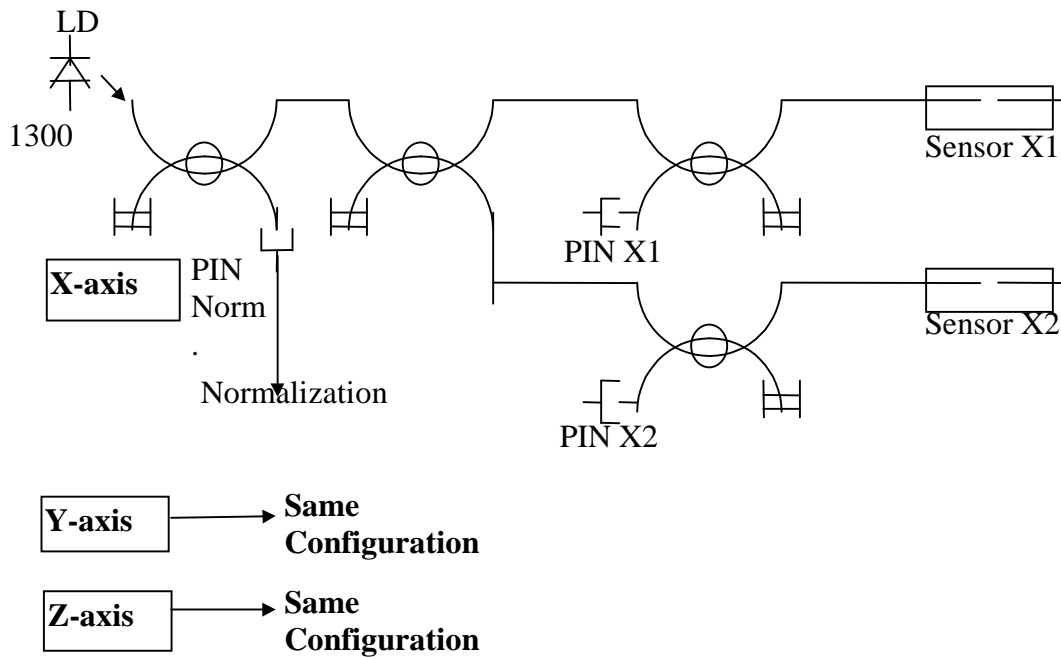 LD
1300
Sensor X1
PIN X1
X-axis
PIN
Norm
.
Normalization
Sensor X2
PIN X2
Y-axis
Same
Configuration
Z-axis
Same
Configuration